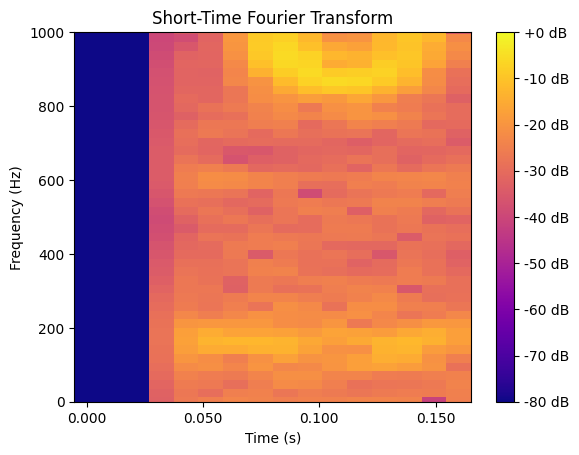 Short-Time Fourier Transform
Frequency (Hz)
1000
800
600
400
200
0
0.000
0.050
0.100
0.150
Time (s)
+0 dB
-10 dB
-20 dB
-30 dB
-40 dB
-50 dB
-60 dB
-70 dB
-80 dB